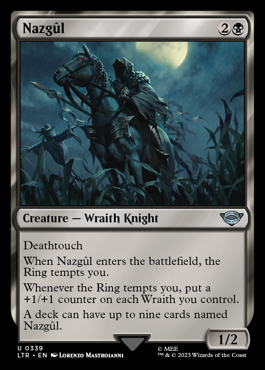 Nazgûl 2
Creature — Wraith Knight
Deathtouch
When Nazgûl enters the battlefield, the
Ring tempts you.
Whenever the Ring tempts you, put a
+1/+1 counter on each Wraith you control.
A deck can have up to nine cards named
Nazgûl.
1/2
U 0339
LTR • EN Lorenzo Mastroianni
© MEE
™ & © 2023 Wizards of the Coast